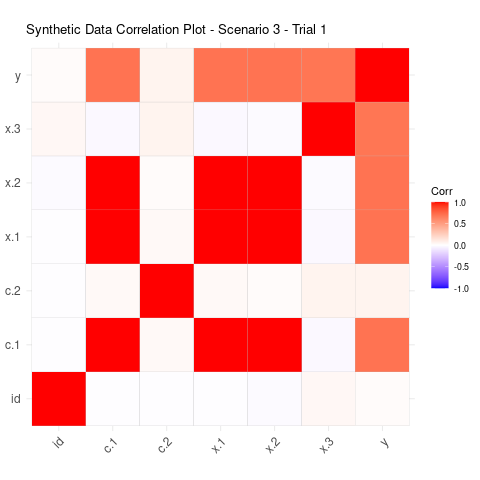 Synthetic Data Correlation Plot - Scenario 3 - Trial 1
y
x.3
x.2
x.1
c.2
c.1
id
id
c.1
c.2
x.1
x.2
x.3
y
Corr
1.0
0.5
0.0
-0.5
-1.0